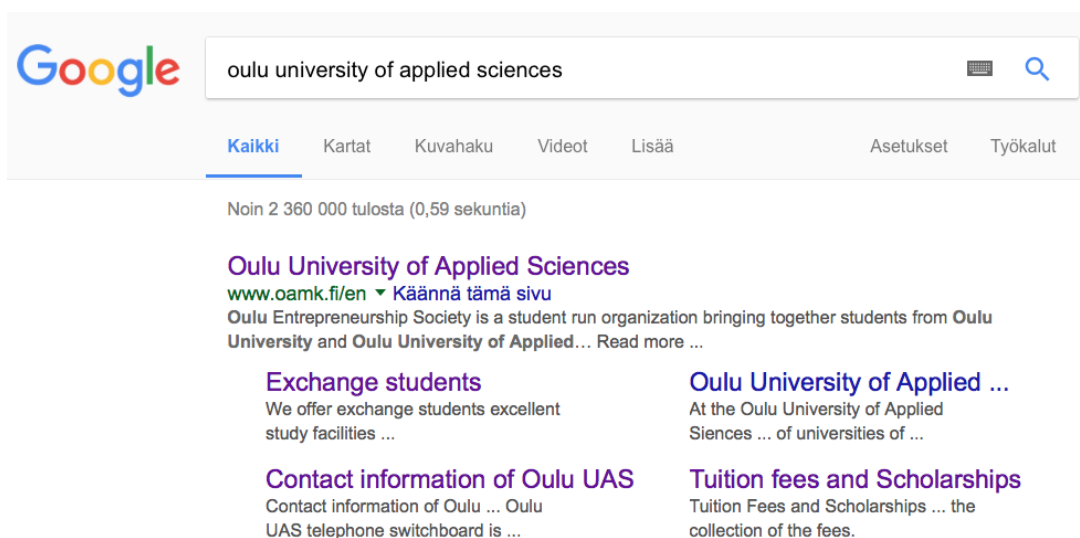 Google
oulu university of applied sciences
Kaikki Kartat Kuvahaku Videot Lisää Asetukset Työkalut
Noin 2 360 000 tulosta (0,59 sekuntia)
Oulu University of Applied Sciences
www.oamk.fi/en Käännä tämä sivu
Oulu Entrepreneurship Society is a student run organization bringing together students from Oulu
University and Oulu University of Applied... Read more ...
Exchange students
We offer exchange students excellent
study facilities ...
Oulu University of Applied ...
At the Oulu University of Applied
Siences ... of universities of ...
Contact information of Oulu UAS
Contact information of Oulu ... Oulu
UAS telephone switchboard is ...
Tuition fees and Scholarships
Tuition Fees and Scholarships ... the
collection of the fees.